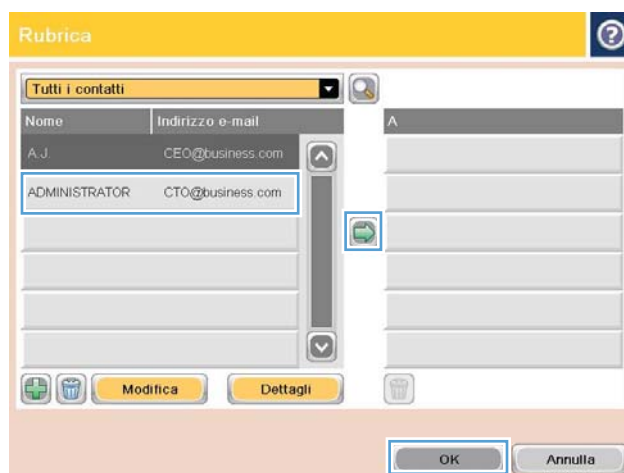 Rubrica
?
Tutti i contatti
Nome Indirizzo e-mail A
A.J. CEO@business.com
ADMINISTRATOR CTO@business.com
Modifica Dettagli
OK Annulla